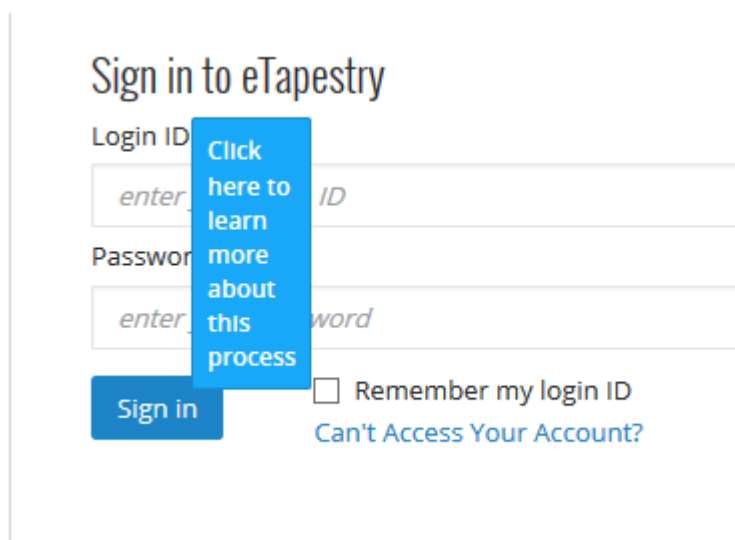 Sign in to eTapestry
Login ID
Click
here to
learn
more
about
this
process
enter ID
Passwor
enter word
Sign in
Remember my login ID
Can't Access Your Account?